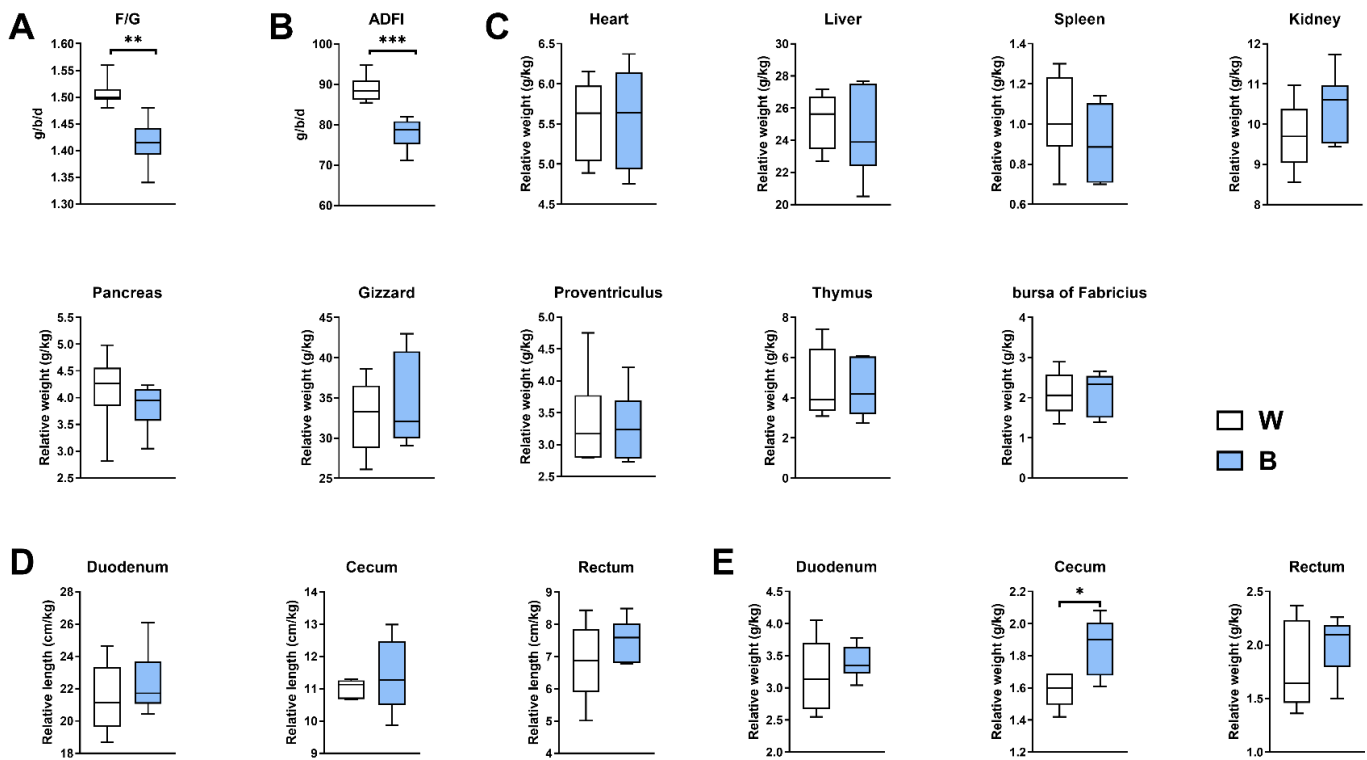 A
F/G
g/b/d
1.60
1.55
1.50
1.45
1.40
1.35
1.30
**
B
ADFI
g/b/d
100
90
80
70
60
***
C
Heart
Relative weight (g/kg)
6.5
6.0
5.5
5.0
4.5
Liver
Relative weight (g/kg)
30
28
26
24
22
20
Spleen
Relative weight (g/kg)
1.4
1.2
1.0
0.8
0.6
Kidney
Relative weight (g/kg)
12
11
10
9
8
Pancreas
Relative weight (g/kg)
5.5
5.0
4.5
4.0
3.5
3.0
2.5
Gizzard
Relative weight (g/kg)
45
40
35
30
25
Proventriculus
Relative weight (g/kg)
5.0
4.5
4.0
3.5
3.0
2.5
Thymus
Relative weight (g/kg)
8
6
4
2
0
bursa of Fabricius
Relative weight (g/kg)
4
3
2
1
0
W
B
D
Duodenum
Relative length (cm/kg)
28
26
24
22
20
18
Cecum
Relative length (cm/kg)
14
13
12
11
10
9
Rectum
Relative length (cm/kg)
9
8
7
6
5
4
E
Duodenum
Relative weight (g/kg)
4.5
4.0
3.5
3.0
2.5
2.0
Cecum
Relative weight (g/kg)
2.2
2.0
1.8
1.6
1.4
1.2
*
Rectum
Relative weight (g/kg)
2.5
2.0
1.5
1.0